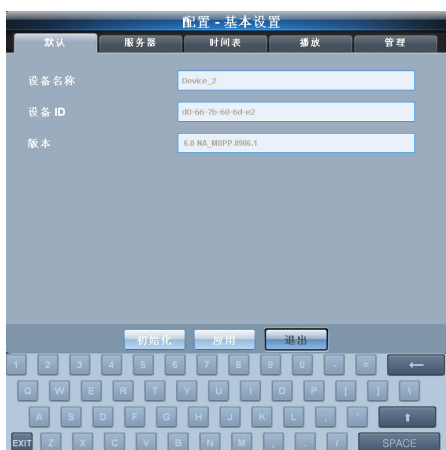 配置 - 基本设置
默认 服务器 时间表 播放 管理
设备名称 Device_2
设备 ID d0-66-7b-60-6d-e2
版本 6.0 NA_MIIPP-0906.1
初始化 应用 退出
1 2 3 4 5 6 7 8 9 0 - = ←
Q W E R T Y U I O P [ ] \
A S D F G H J K L ; ' ⬆
EXIT Z X C V B N M , . / SPACE